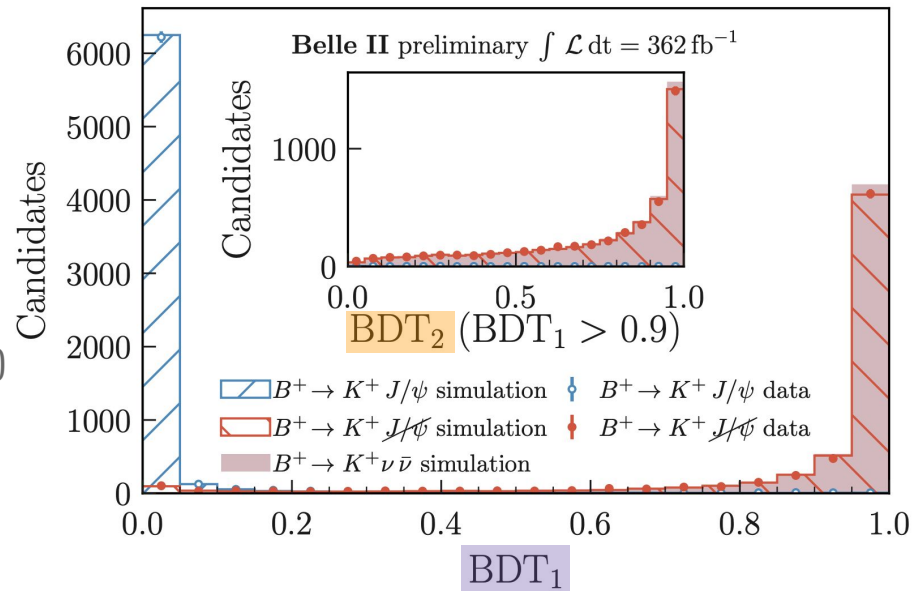 Candidates
6000
5000
4000
3000
2000
1000
0
Belle II preliminary ∫ ℒ dt = 362 fb⁻¹
Candidates
1000
0
0.0 0.5 1.0
BDT₂ (BDT₁ > 0.9)
B⁺→ K⁺ J/ψ simulation
B⁺→ K⁺ J/ψ data
B⁺→ K⁺ J̸/̸ψ̸ simulation
B⁺→ K⁺ J̸/̸ψ̸ data
B⁺→ K⁺ν ν̄ simulation
0.0 0.2 0.4 0.6 0.8 1.0
BDT₁
)